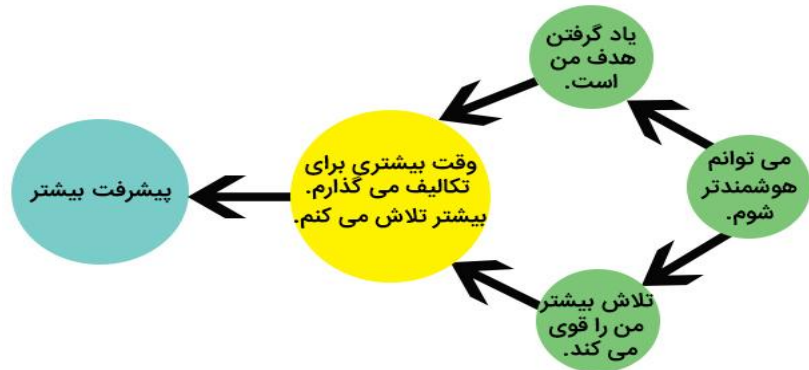 یاد گرفتن
هدف من
است.
می توانم
هوشمندتر
شوم.
تلاش بیشتر
من را قوی
می کند.
وقت بیشتری برای
تکالیف می گذارم.
بیشتر تلاش می کنم.
پیشرفت بیشتر